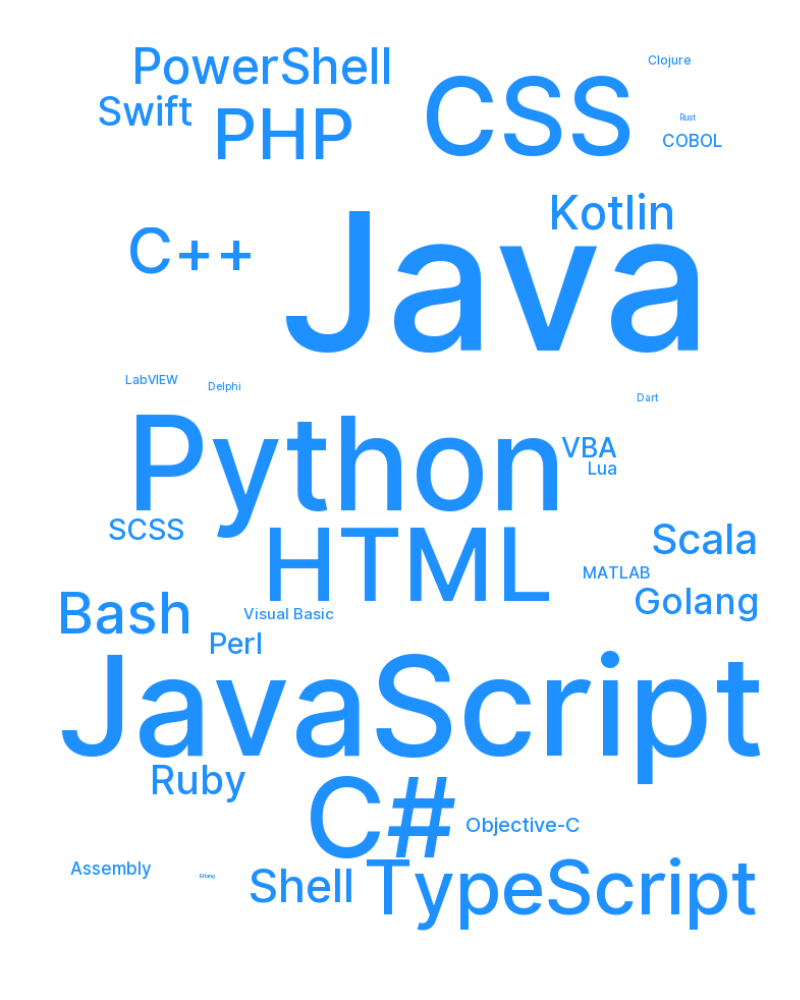 PowerShell
Clojure
CSS
Swift
PHP
Rust
COBOL
Kotlin
C++
Java
LabVIEW
Delphi
Dart
Python
VBA
Lua
SCSS
HTML
Scala
MATLAB
Golang
Bash
Visual Basic
Perl
JavaScript
Ruby
C#
Objective-C
Assembly
Erlang
Shell
TypeScript